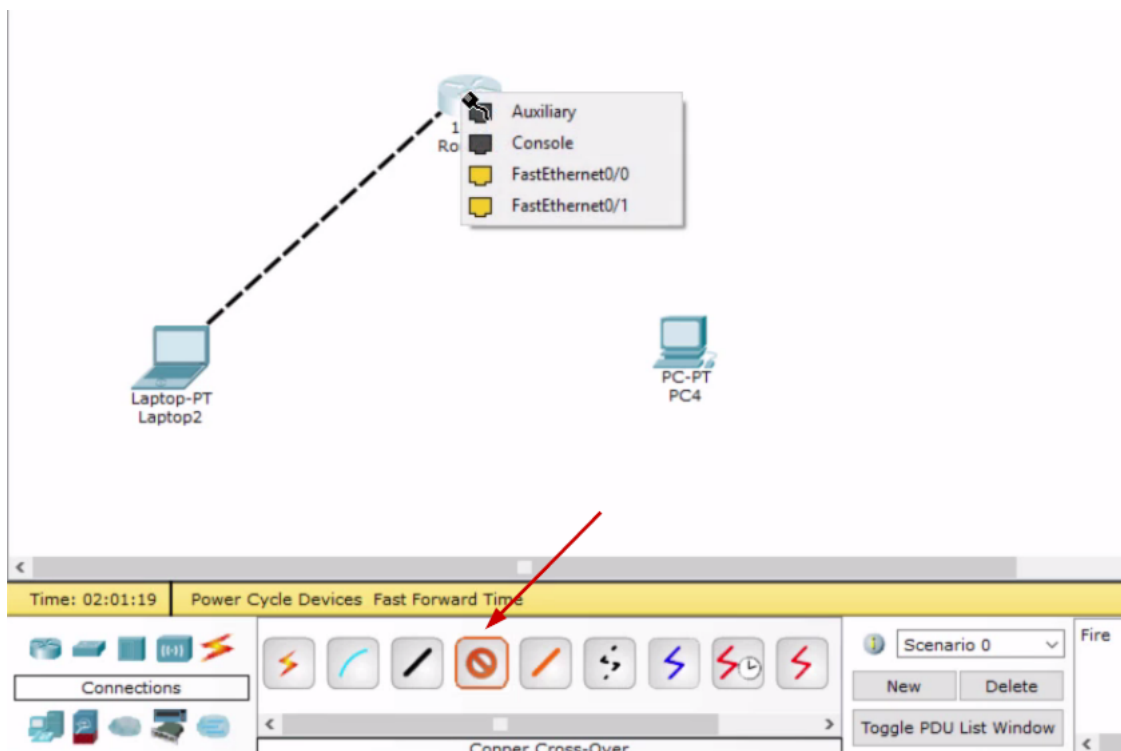 Auxiliary
Console
FastEthernet0/0
FastEthernet0/1
Laptop-PT
Laptop2
PC-PT
PC4
Time: 02:01:19 Power Cycle Devices Fast Forward Time
Connections
Copper Cross-Over
Scenario 0
New Delete
Toggle PDU List Window
Fire